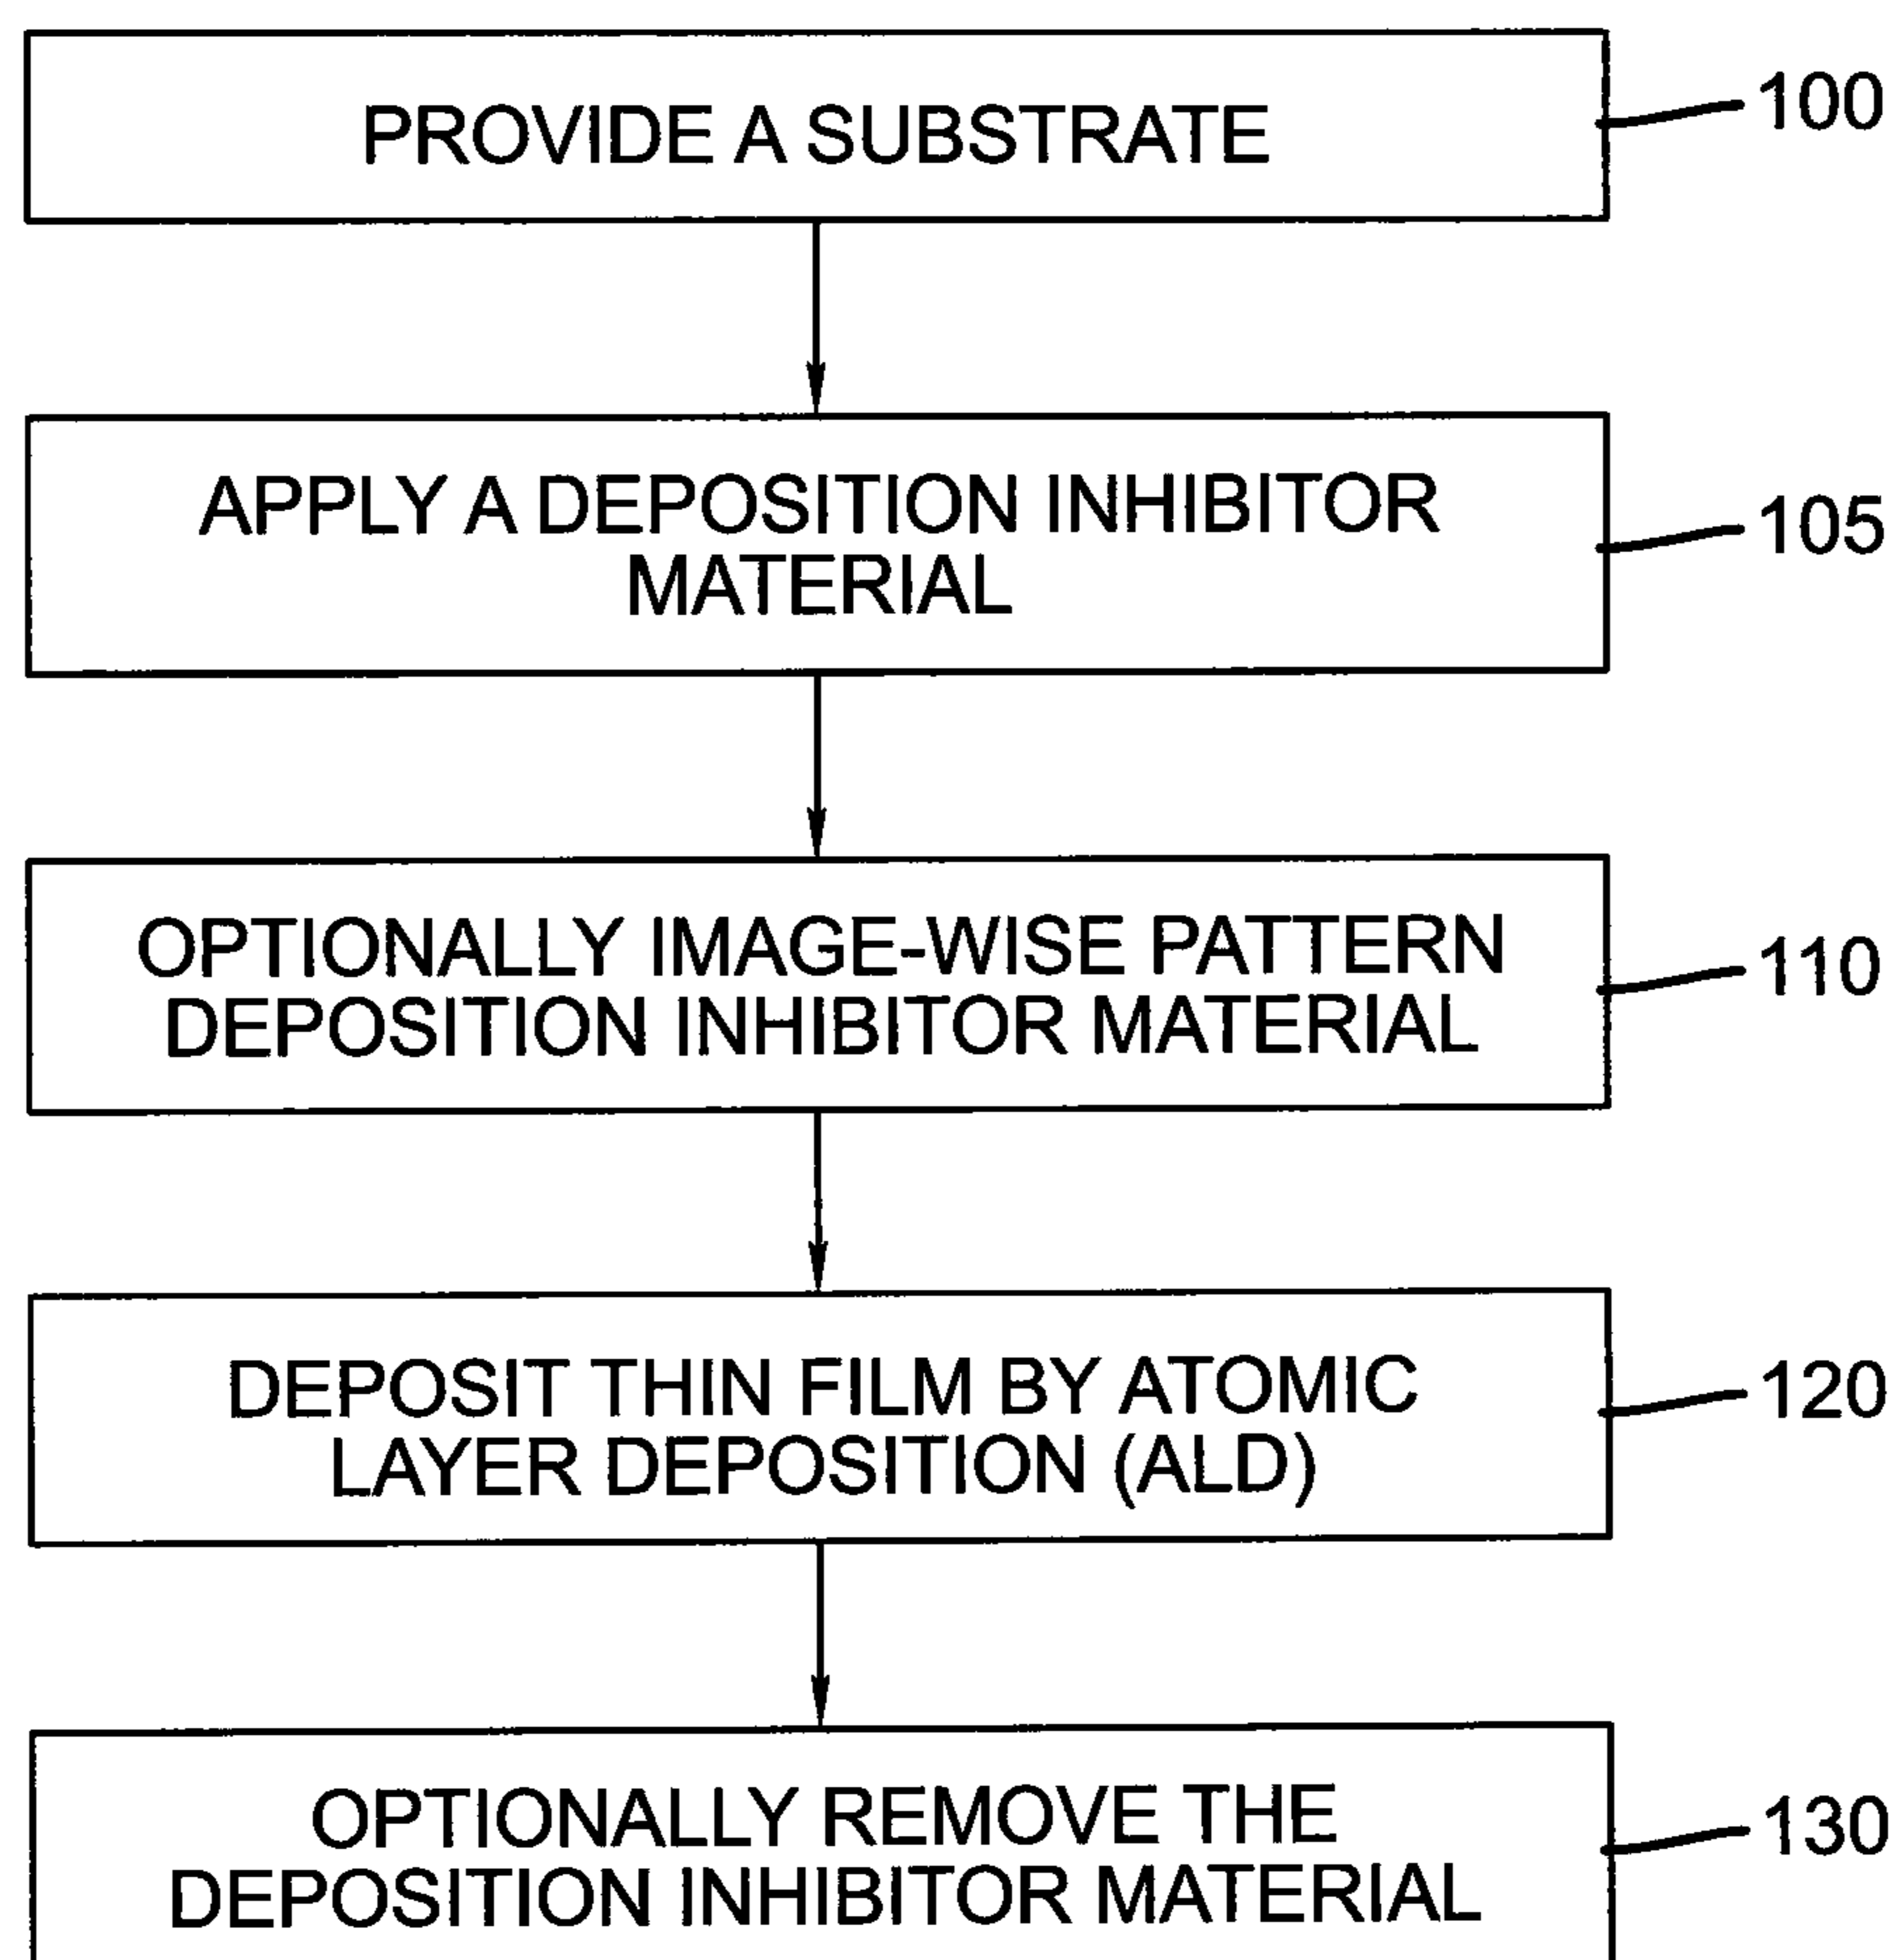 PROVIDE A SUBSTRATE
100
APPLY A DEPOSITION INHIBITOR
MATERIAL
105
OPTIONALLY IMAGE-WISE PATTERN
DEPOSITION INHIBITOR MATERIAL
110
DEPOSIT THIN FILM BY ATOMIC
LAYER DEPOSITION (ALD)
120
OPTIONALLY REMOVE THE
DEPOSITION INHIBITOR MATERIAL
130